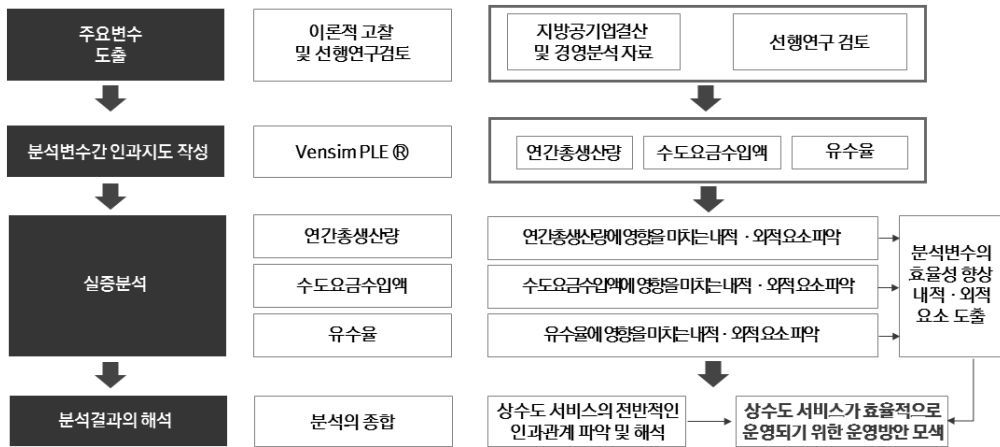 주요변수
도출
이론적 고찰
및 선행연구검토
지방공기업결산
및 경영분석 자료
선행연구 검토
분석변수간 인과지도 작성
Vensim PLE ®
연간총생산량
수도요금수입액
유수율
실증분석
연간총생산량
수도요금수입액
유수율
연간총생산량에 영향을 미치는 내적 · 외적 요소 파악
수도요금수입액에 영향을 미치는 내적 · 외적 요소 파악
유수율에 영향을 미치는 내적 · 외적 요소 파악
분석변수의
효율성 향상
내적 · 외적
요소 도출
분석결과의 해석
분석의 종합
상수도 서비스의 전반적인
인과관계 파악 및 해석
상수도 서비스가 효율적으로
운영되기 위한 운영방안 모색